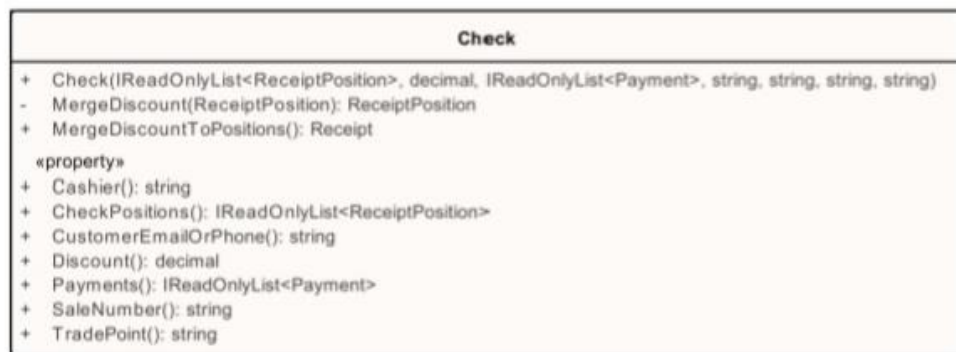 Check
+ Check(IReadOnlyList<ReceiptPosition>, decimal, IReadOnlyList<Payment>, string, string, string, string)
- MergeDiscount(ReceiptPosition): ReceiptPosition
+ MergeDiscountToPositions(): Receipt
«property»
+ Cashier(): string
+ CheckPositions(): IReadOnlyList<ReceiptPosition>
+ CustomerEmailOrPhone(): string
+ Discount(): decimal
+ Payments(): IReadOnlyList<Payment>
+ SaleNumber(): string
+ TradePoint(): string